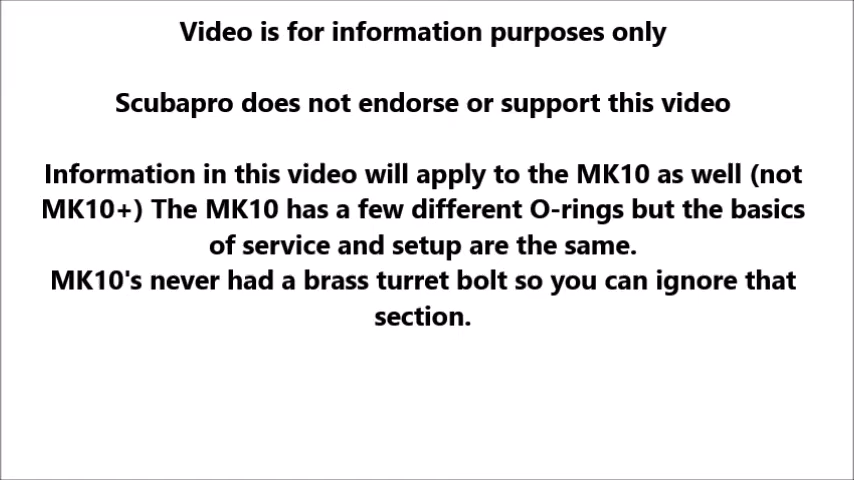 Video is for information purposes only
Scubapro does not endorse or support this video
Information in this video will apply to the MK10 as well (not
MK10+) The MK10 has a few different O-rings but the basics
of service and setup are the same.
MK10's never had a brass turret bolt so you can ignore that
section.